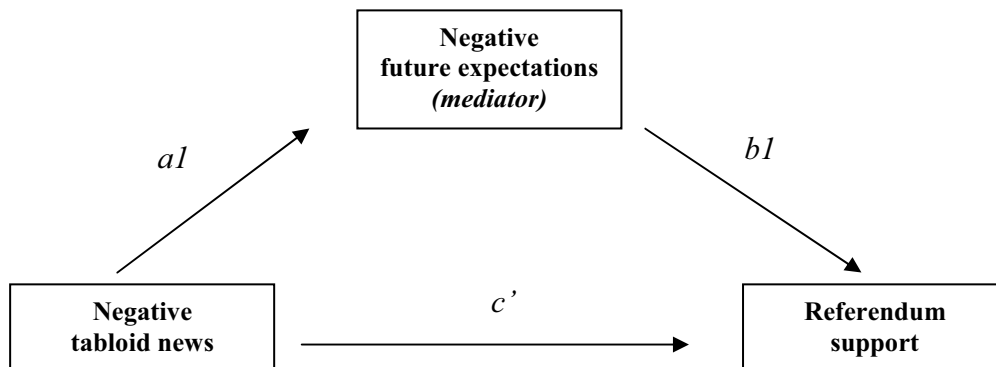 Negative
future expectations
(mediator)
a1
b1
c’
Negative
tabloid news
Referendum
support